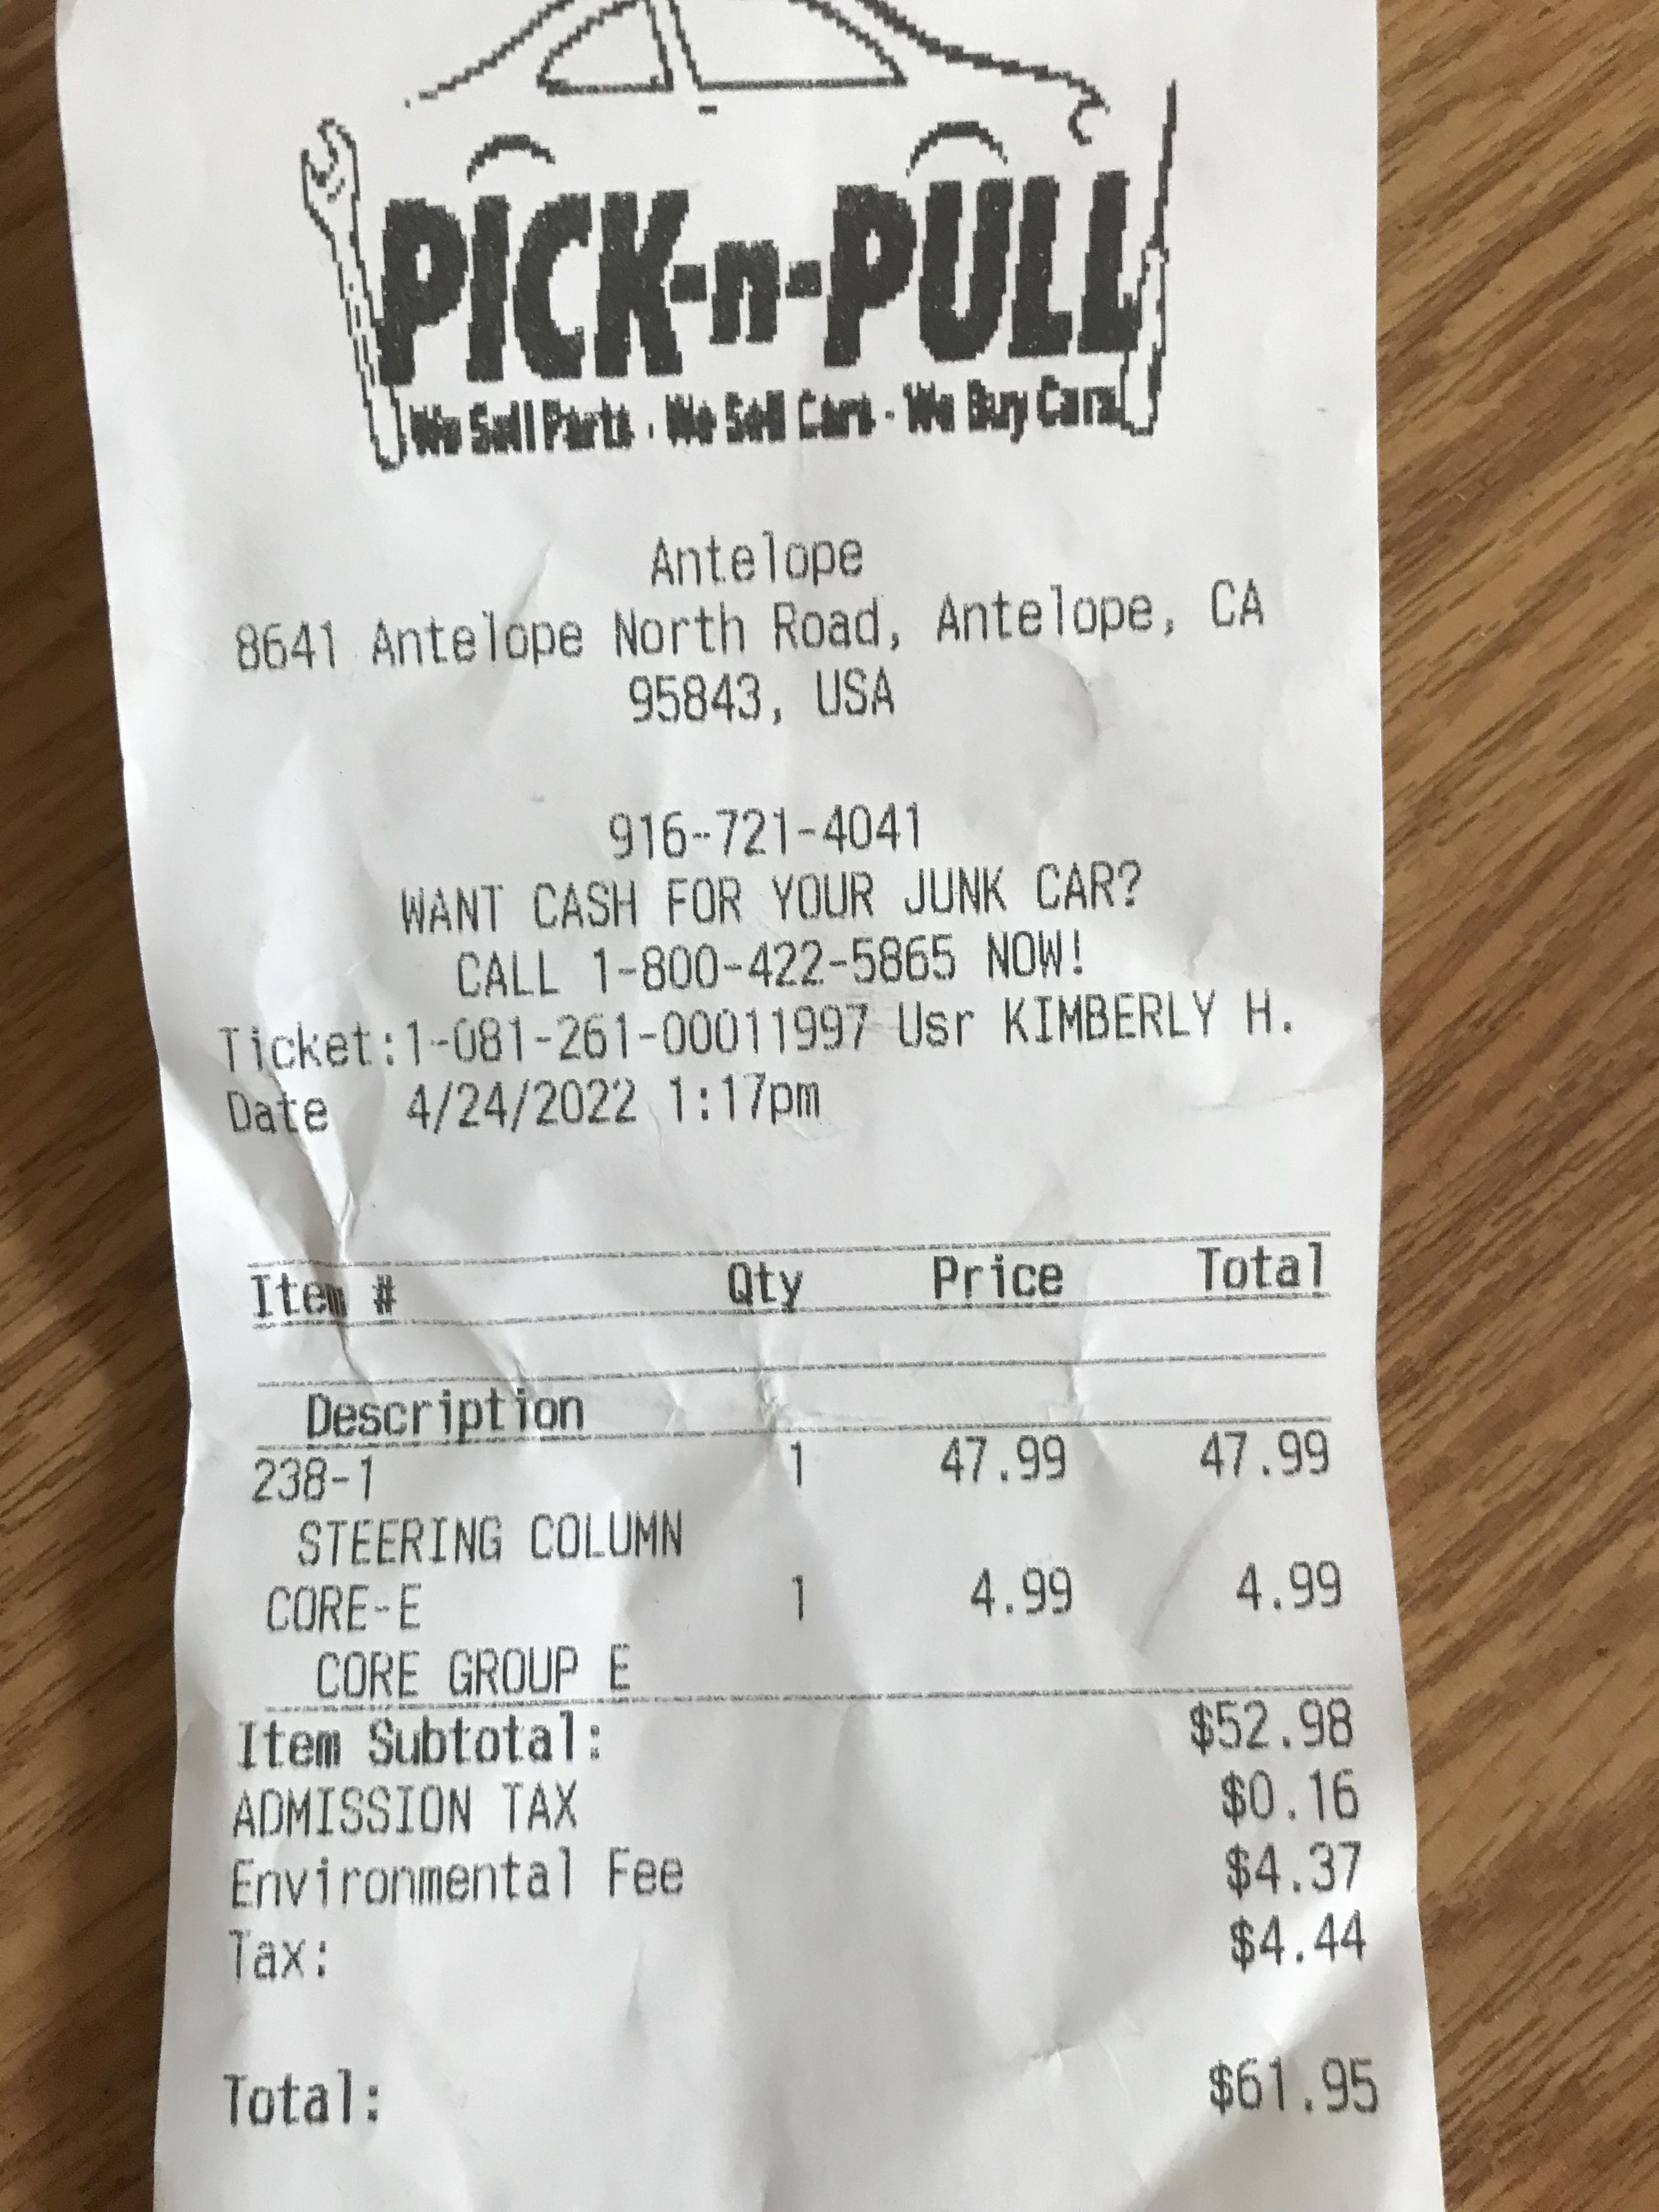 PICK-n-PULL
We Sell Parts · We Sell Cars · We Buy Cars
Antelope
8641 Antelope North Road, Antelope, CA
95843, USA
916-721-4041
WANT CASH FOR YOUR JUNK CAR?
CALL 1-800-422-5865 NOW!
Ticket:1-081-261-00011997 Usr KIMBERLY H.
Date 4/24/2022 1:17pm
Item # Qty Price Total
Description
238-1 1 47.99 47.99
STEERING COLUMN
CORE-E 1 4.99 4.99
CORE GROUP E
Item Subtotal: $52.98
ADMISSION TAX $0.16
Environmental Fee $4.37
Tax: $4.44
Total: $61.95